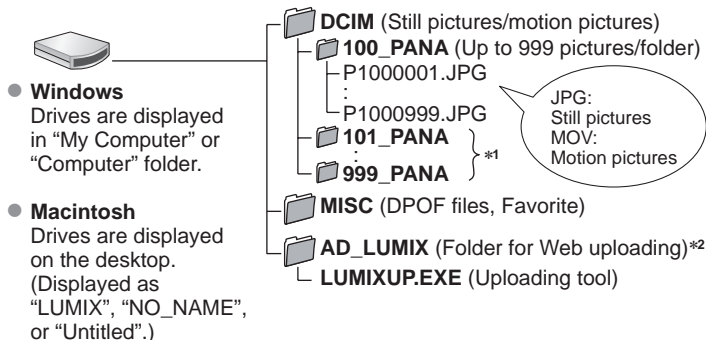 DCIM (Still pictures/motion pictures)
100_PANA (Up to 999 pictures/folder)
P1000001.JPG
:
P1000999.JPG
101_PANA
:
999_PANA
*1
JPG:
Still pictures
MOV:
Motion pictures
MISC (DPOF files, Favorite)
AD_LUMIX (Folder for Web uploading)*2
LUMIXUP.EXE (Uploading tool)
● Windows
Drives are displayed
in “My Computer” or
“Computer” folder.
● Macintosh
Drives are displayed
on the desktop.
(Displayed as
“LUMIX”, “NO_NAME”,
or “Untitled”.)